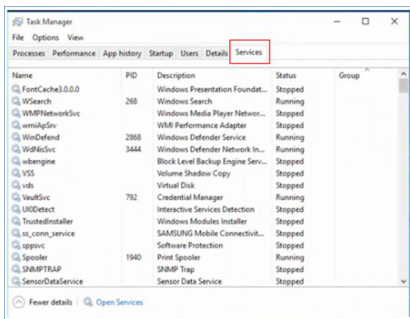 Task Manager
File Options View
Processes Performance App history Startup Users Details Services
Name PID Description Status Group
FontCache3.0.0.0 Windows Presentation Foundat... Stopped
WSearch 268 Windows Search Running
WMPNetworkSvc Windows Media Player Networ... Stopped
wmiApSrv WMI Performance Adapter Stopped
WinDefend 2868 Windows Defender Service Running
WdNisSvc 3444 Windows Defender Network In... Running
wbengine Block Level Backup Engine Serv... Stopped
VSS Volume Shadow Copy Stopped
vds Virtual Disk Stopped
VaultSvc 792 Credential Manager Running
UI0Detect Interactive Services Detection Stopped
TrustedInstaller Windows Modules Installer Stopped
ss_conn_service SAMSUNG Mobile Connectivit... Stopped
sppsvc Software Protection Stopped
Spooler 1940 Print Spooler Running
SNMPTRAP SNMP Trap Stopped
SensorDataService Sensor Data Service Stopped
Fewer details Open Services